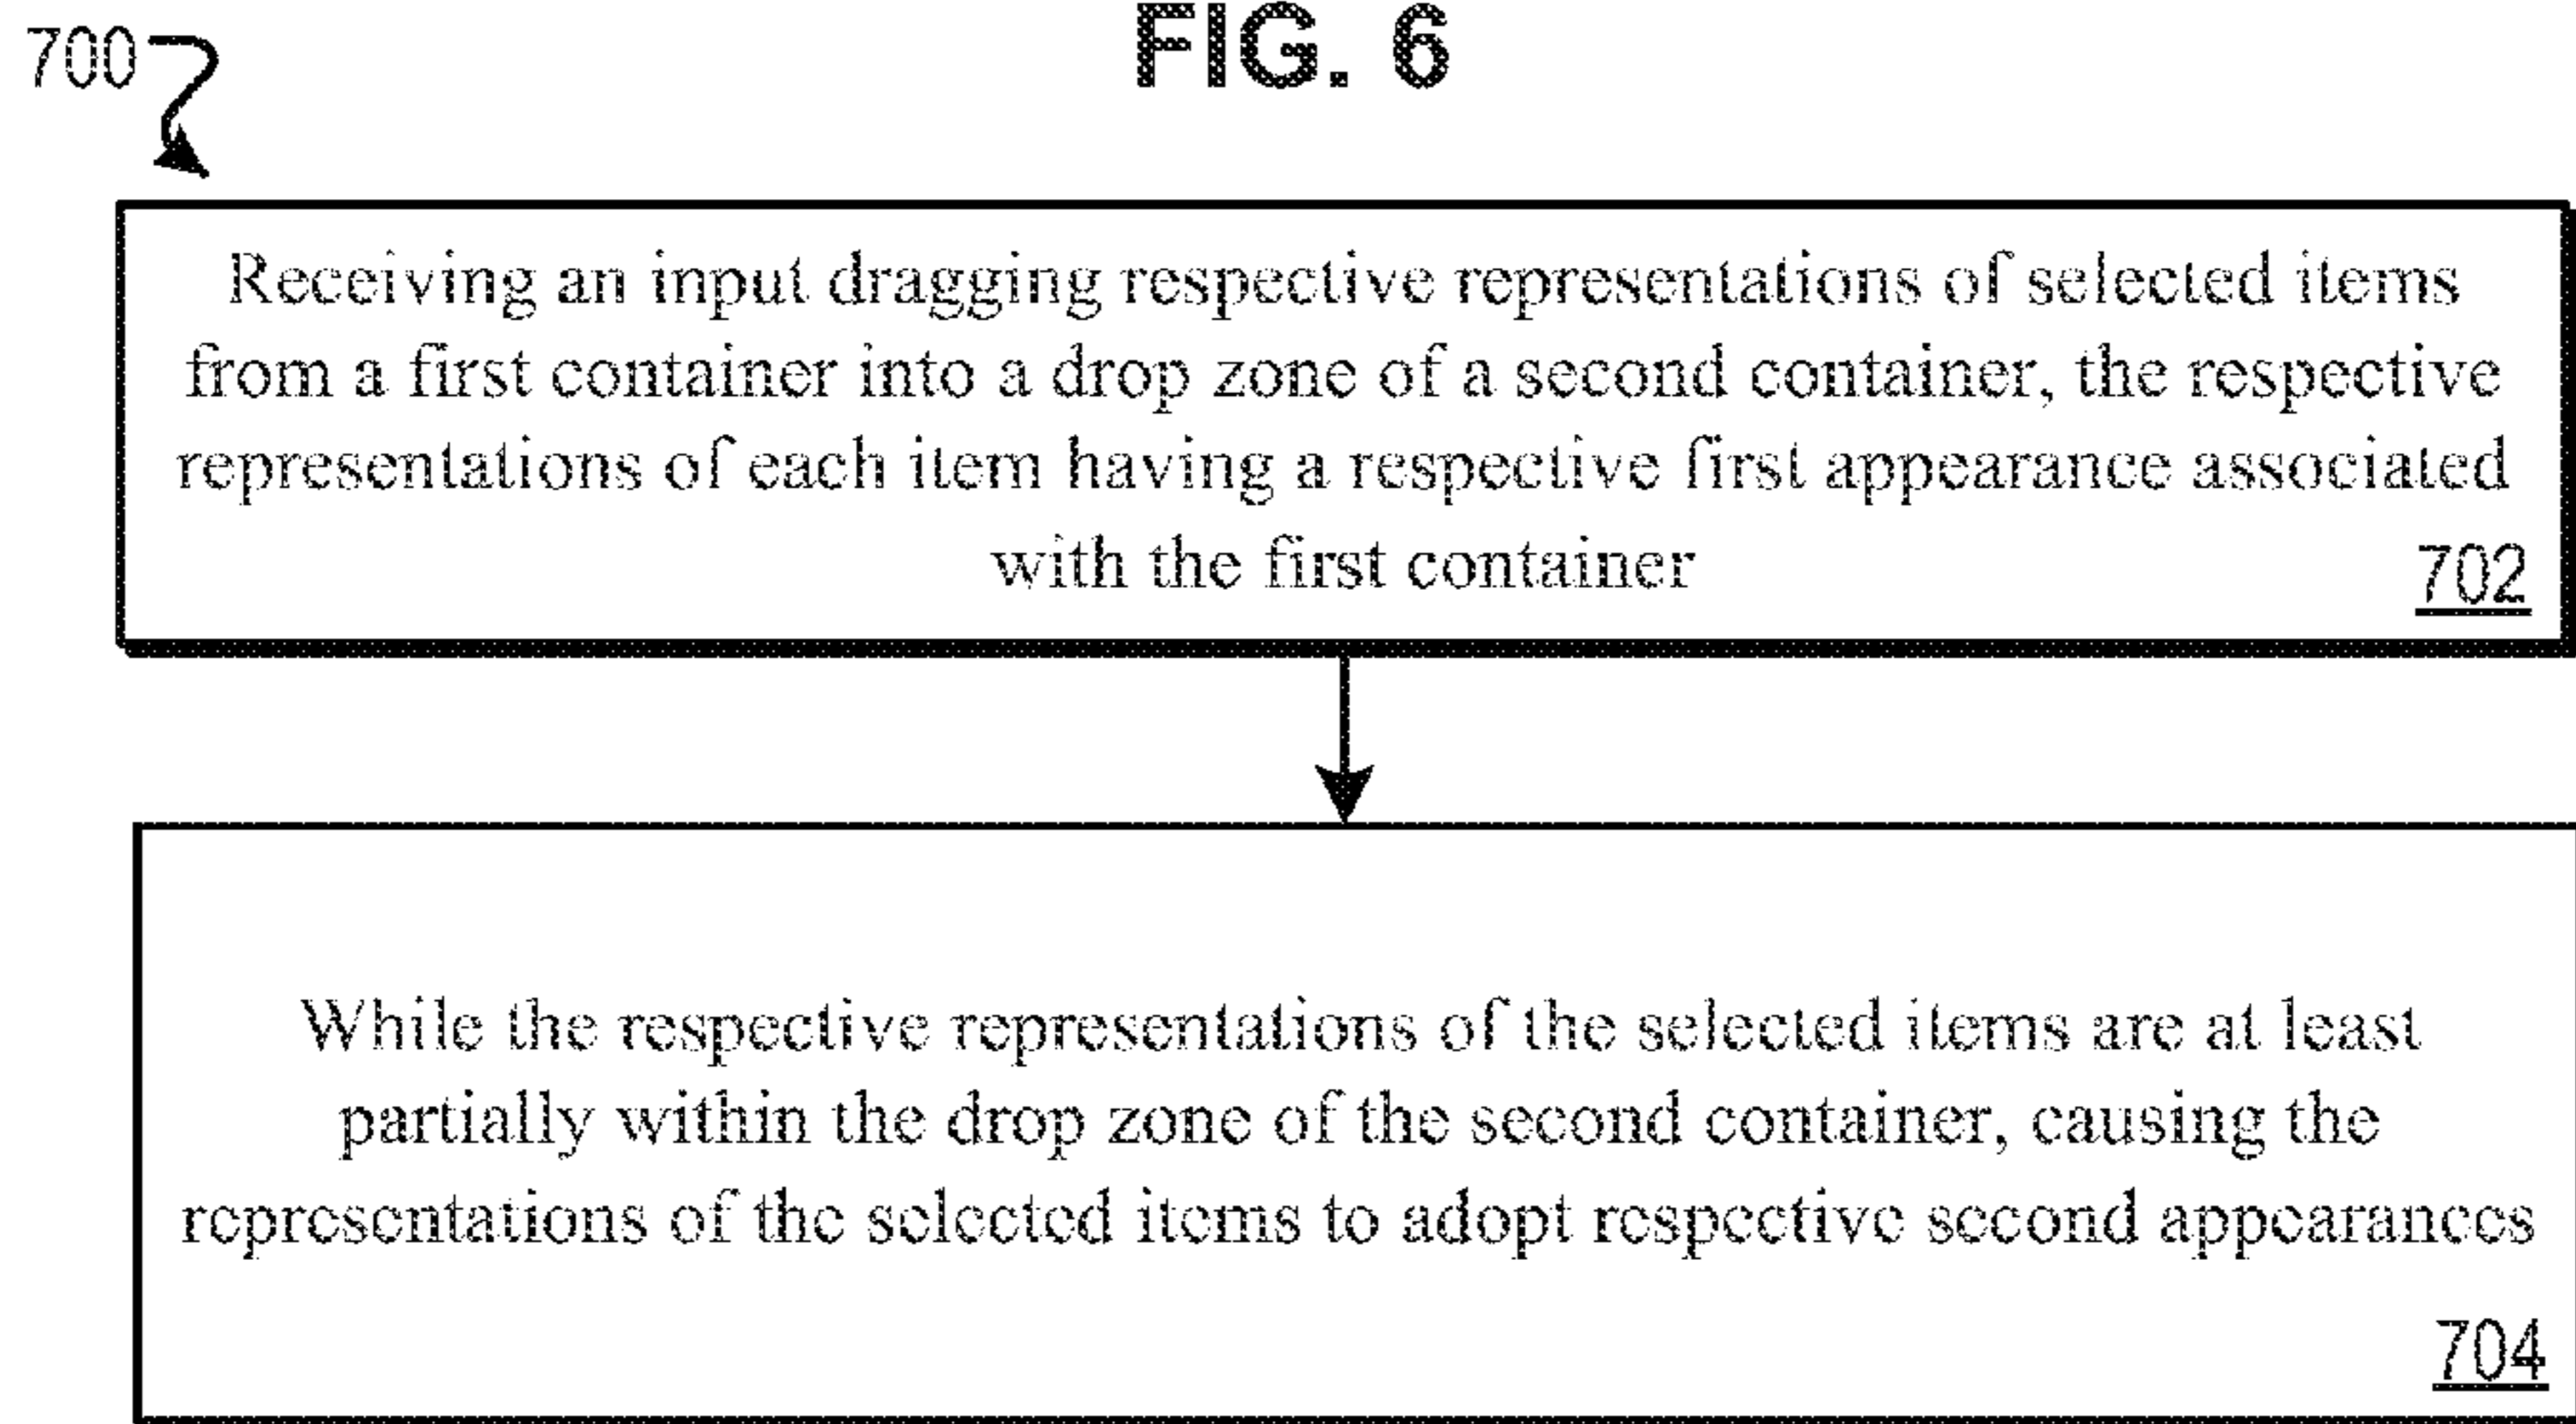 FIG. 6
700
Receiving an input dragging respective representations of selected items
from a first container into a drop zone of a second container, the respective
representations of each item having a respective first appearance associated
with the first container
702
While the respective representations of the selected items are at least
partially within the drop zone of the second container, causing the
representations of the selected items to adopt respective second appearances
704